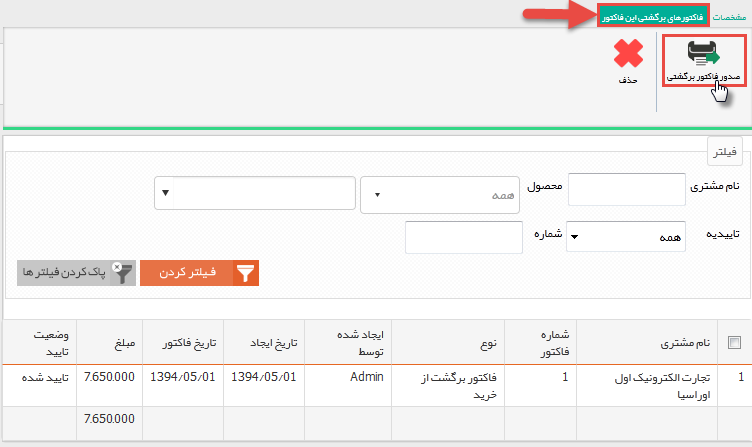 مشخصات فاکتورهای برگشتی این فاکتور
صدور فاکتور برگشتی
حذف
فیلتر
نام مشتری محصول همه
تاییدیه همه شماره
فیلتر کردن پاک کردن فیلتر ها
نام مشتری شماره فاکتور نوع ایجاد شده توسط تاریخ ایجاد تاریخ فاکتور مبلغ وضعیت تایید
1 تجارت الکترونیک اول اوراسیا 1 فاکتور برگشت از خرید Admin 1394/05/01 1394/05/01 7.650.000 تایید شده
7.650.000